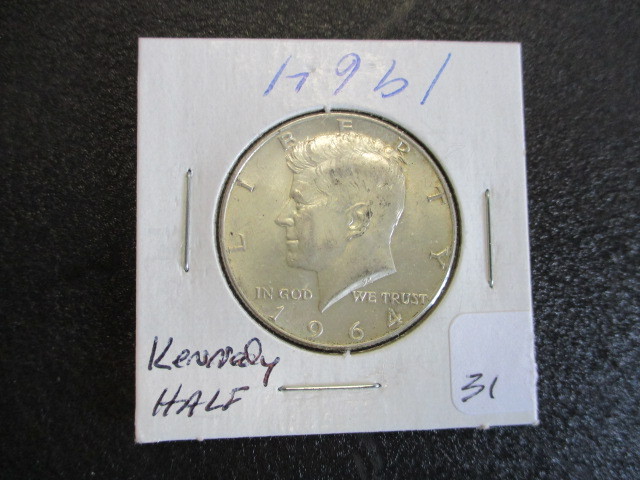 1964
LIBERTY
IN GOD WE TRUST
1964
Kennedy
HALF
31